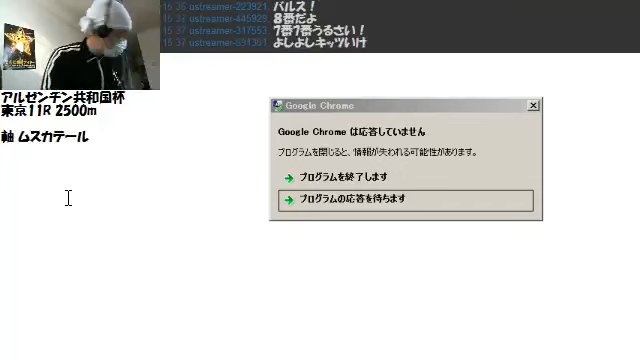 15 36 ustreamer-223921: バルス！
15 37 ustreamer-445929: 8番だよ
15 37 ustreamer-317553: 7番7番うるさい！
15 37 ustreamer-691391: よしよしキッツいけ
アルゼンチン共和国杯
東京11R 2500m
軸 ムスカテール
Google Chrome
Google Chrome は応答していません
プログラムを閉じると、情報が失われる可能性があります。
プログラムを終了します
プログラムの応答を待ちます